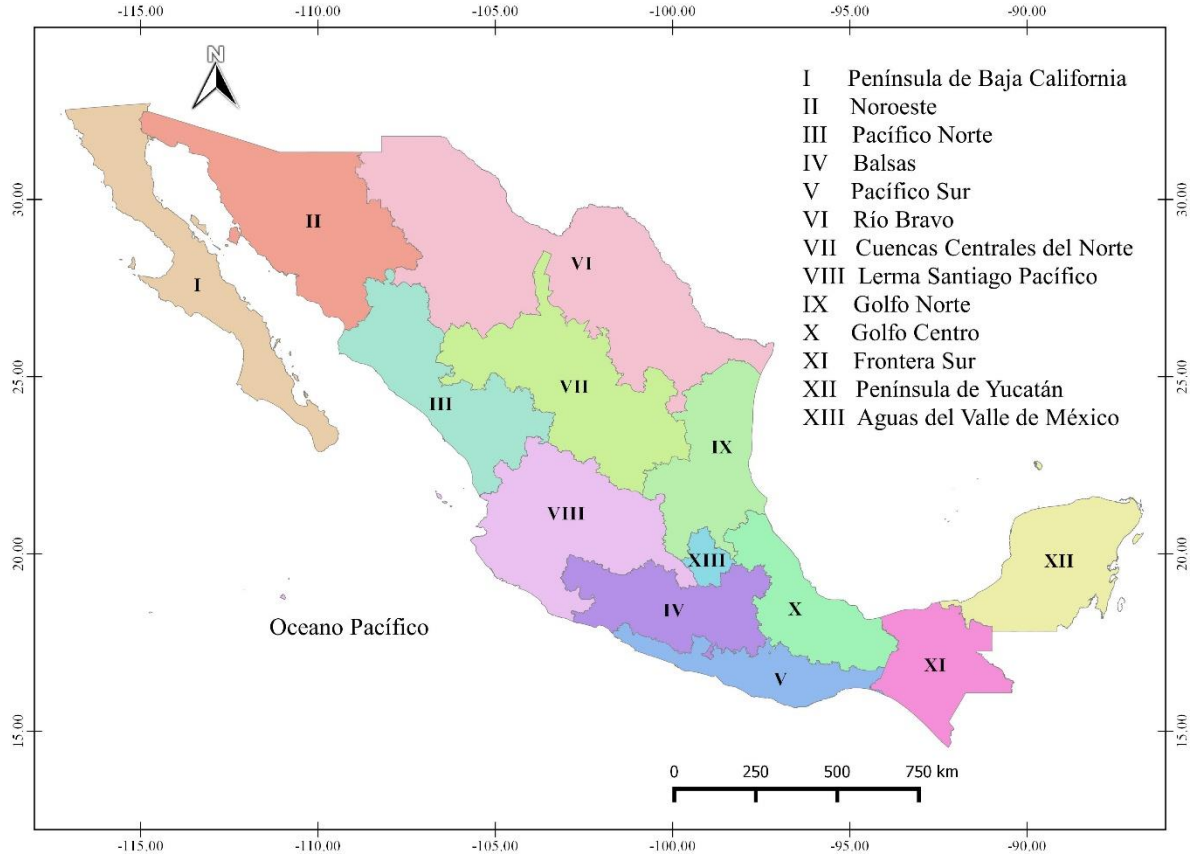 -115.00 -110.00 -105.00 -100.00 -95.00 -90.00
N
I Península de Baja California
II Noroeste
III Pacífico Norte
IV Balsas
V Pacífico Sur
VI Río Bravo
VII Cuencas Centrales del Norte
VIII Lerma Santiago Pacífico
IX Golfo Norte
X Golfo Centro
XI Frontera Sur
XII Península de Yucatán
XIII Aguas del Valle de México
30.00
30.00
II
VI
I
25.00
25.00
VII
III
IX
VIII
20.00
XIII
XII
20.00
IV
X
Oceano Pacífico
XI
V
15.00
15.00
0 250 500 750 km
-115.00 -110.00 -105.00 -100.00 -95.00 -90.00